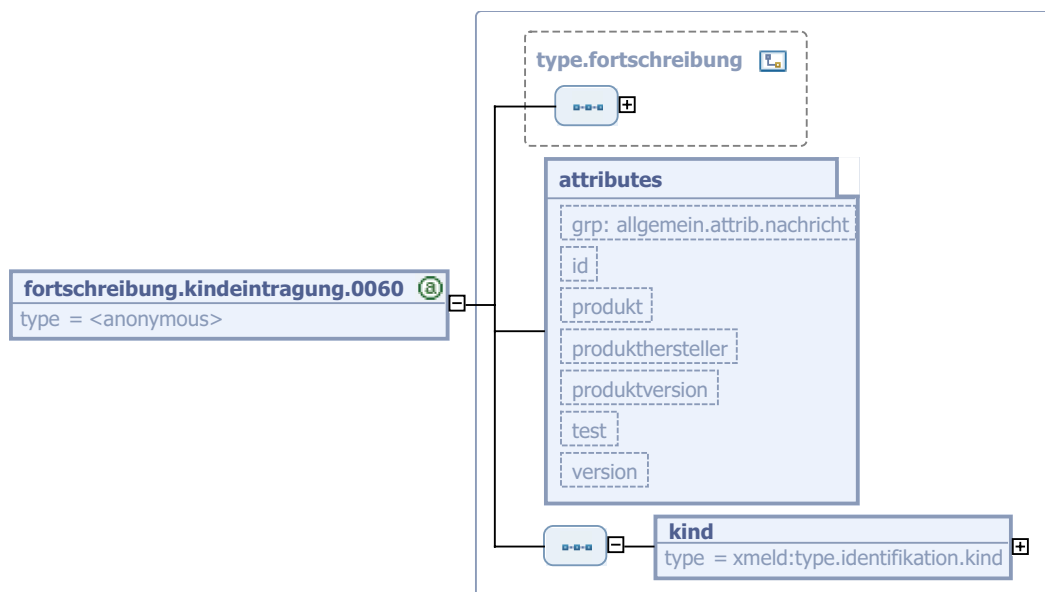 type.fortschreibung
attributes
grp: allgemein.attrib.nachricht
id
produkt
fortschreibung.kindeintragung.0060
type = <anonymous>
produkthersteller
produktversion
test
version
kind
type = xmeld:type.identifikation.kind